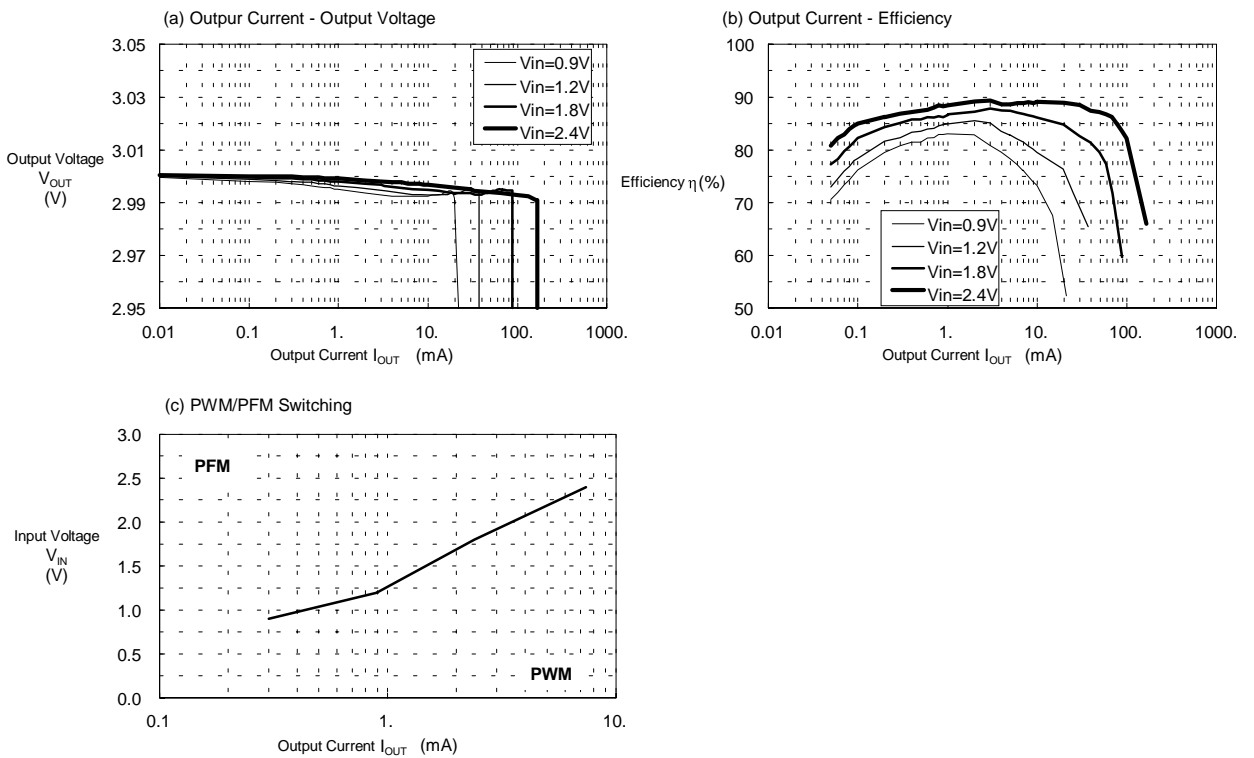 (a) Outpur Current - Output Voltage
3.05
3.03
3.01
2.99
2.97
2.95
Output Voltage
VOUT
(V)
Vin=0.9V
Vin=1.2V
Vin=1.8V
Vin=2.4V
0.01 0.1 1. 10. 100. 1000.
Output Current IOUT (mA)
(b) Output Current - Efficiency
100
90
80
70
60
50
Efficiency η(%)
Vin=0.9V
Vin=1.2V
Vin=1.8V
Vin=2.4V
0.01 0.1 1. 10. 100. 1000.
Output Current IOUT (mA)
(c) PWM/PFM Switching
3.0
2.5
2.0
1.5
1.0
0.5
0.0
Input Voltage
VIN
(V)
PFM
PWM
0.1 1. 10.
Output Current IOUT (mA)